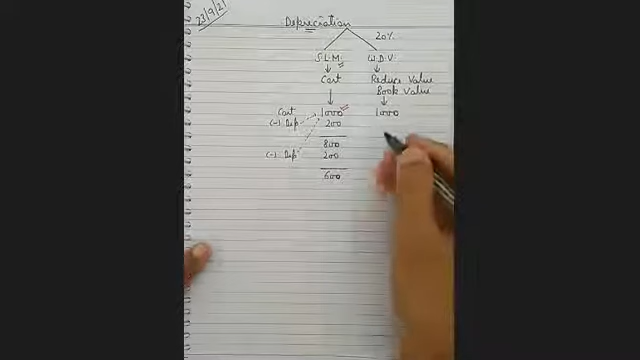 23/9/21
Depreciation
20%
S.L.M. W.D.V.
Cost Reduce Value
Book Value
Cost 1000 1000
(-) Dep 200
800
(-) Dep 200
600